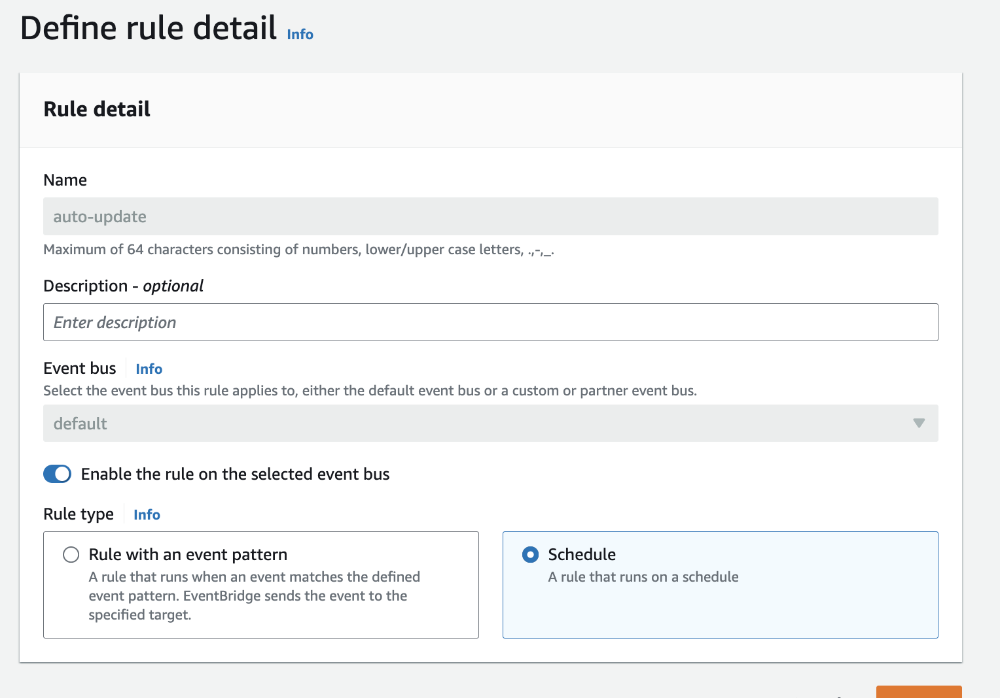 Define rule detail Info
Rule detail
Name
auto-update
Maximum of 64 characters consisting of numbers, lower/upper case letters, .,-,_.
Description - optional
Enter description
Event bus Info
Select the event bus this rule applies to, either the default event bus or a custom or partner event bus.
default
Enable the rule on the selected event bus
Rule type Info
Rule with an event pattern
A rule that runs when an event matches the defined
event pattern. EventBridge sends the event to the
specified target.
Schedule
A rule that runs on a schedule